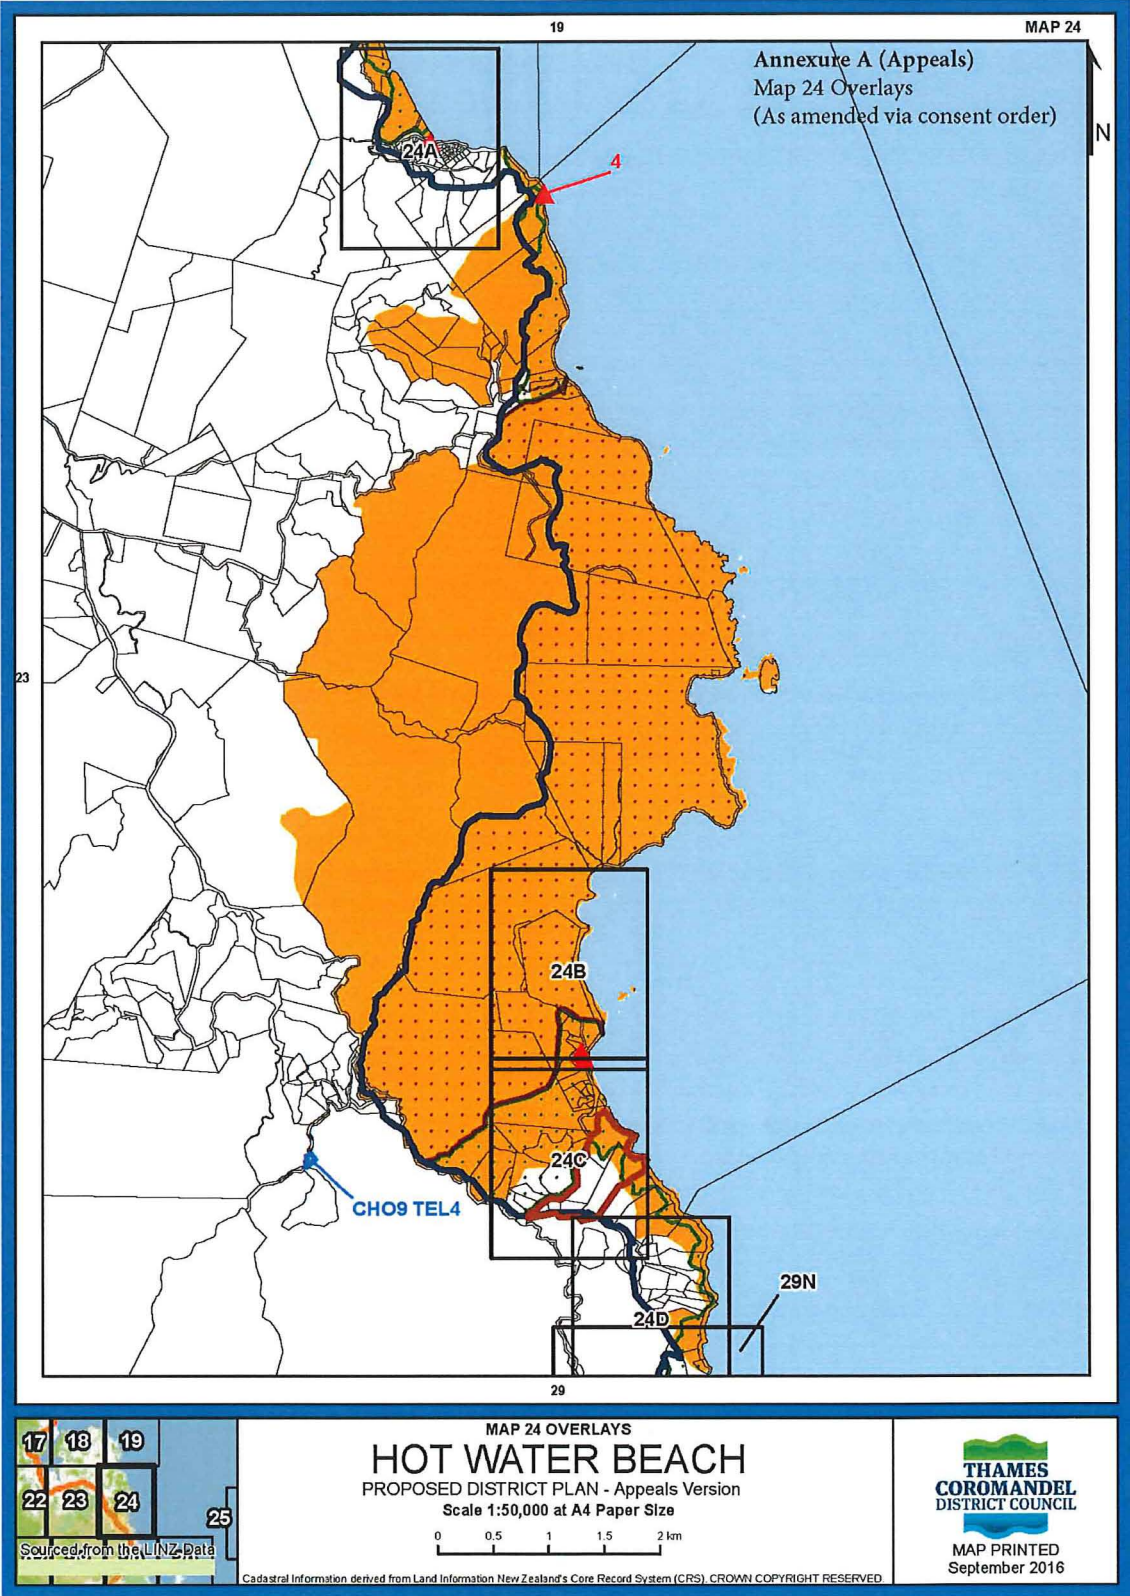 19
MAP 24
Annexure A (Appeals)
Map 24 Overlays
(As amended via consent order)
N
24A
4
23
24B
24C
CHO9 TEL4
29N
24D
29
17
18
19
22
23
24
25
Sourced from the LINZ Data
MAP 24 OVERLAYS
HOT WATER BEACH
PROPOSED DISTRICT PLAN - Appeals Version
Scale 1:50,000 at A4 Paper Size
0 0.5 1 1.5 2 km
Cadastral Information derived from Land Information New Zealand's Core Record System (CRS). CROWN COPYRIGHT RESERVED.
THAMES
COROMANDEL
DISTRICT COUNCIL
MAP PRINTED
September 2016